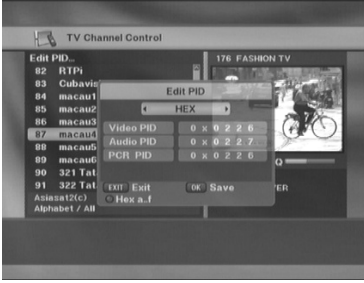 TV Channel Control
Edit PID...
176 FASHION TV
82 RTPi
83 Cubavis
84 macau1
85 macau2
86 macau3
87 macau4
88 macau5
89 macau6
90 321 Tat
91 322 Tat
Asiasat2(c)
Alphabet / All
Edit PID
HEX
Video PID 0 x 0 2 2 6
Audio PID 0 x 0 2 2 7
PCR PID 0 x 0 2 2 6
EXIT Exit
OK Save
Hex a..f
Q